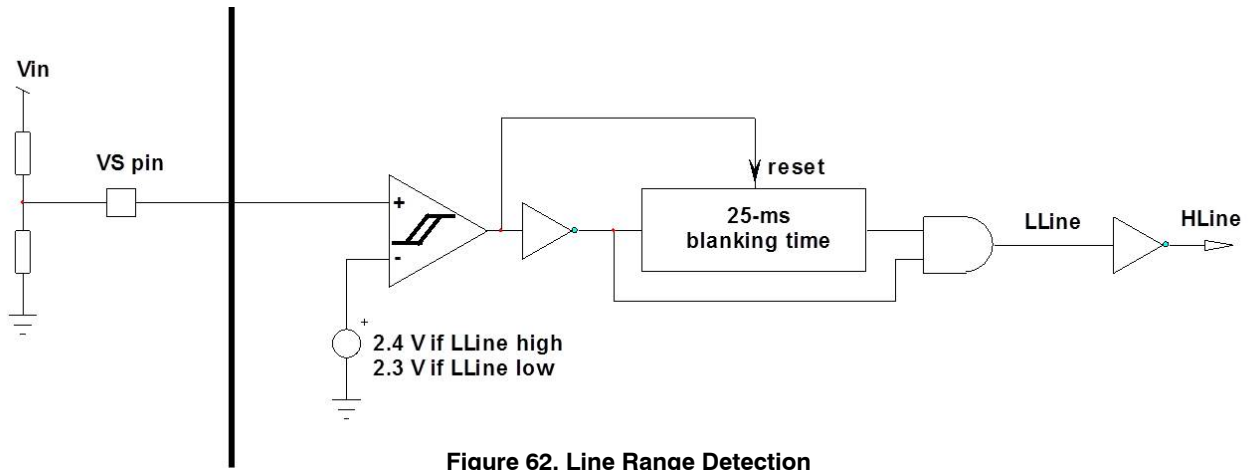 Vin
VS pin
+
-
+
2.4 V if LLine high
2.3 V if LLine low
reset
25-ms
blanking time
LLine
HLine
Figure 62. Line Range Detection